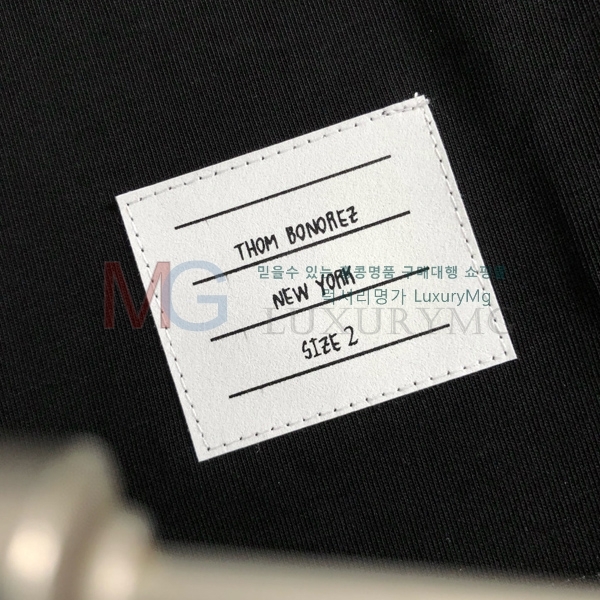 THOM BONOREZ
믿을수 있는 홍콩명품 구매대행 쇼핑몰
NEW YORK
럭셔리명가 LuxuryMg
MG LUXURYMG
SIZE 2